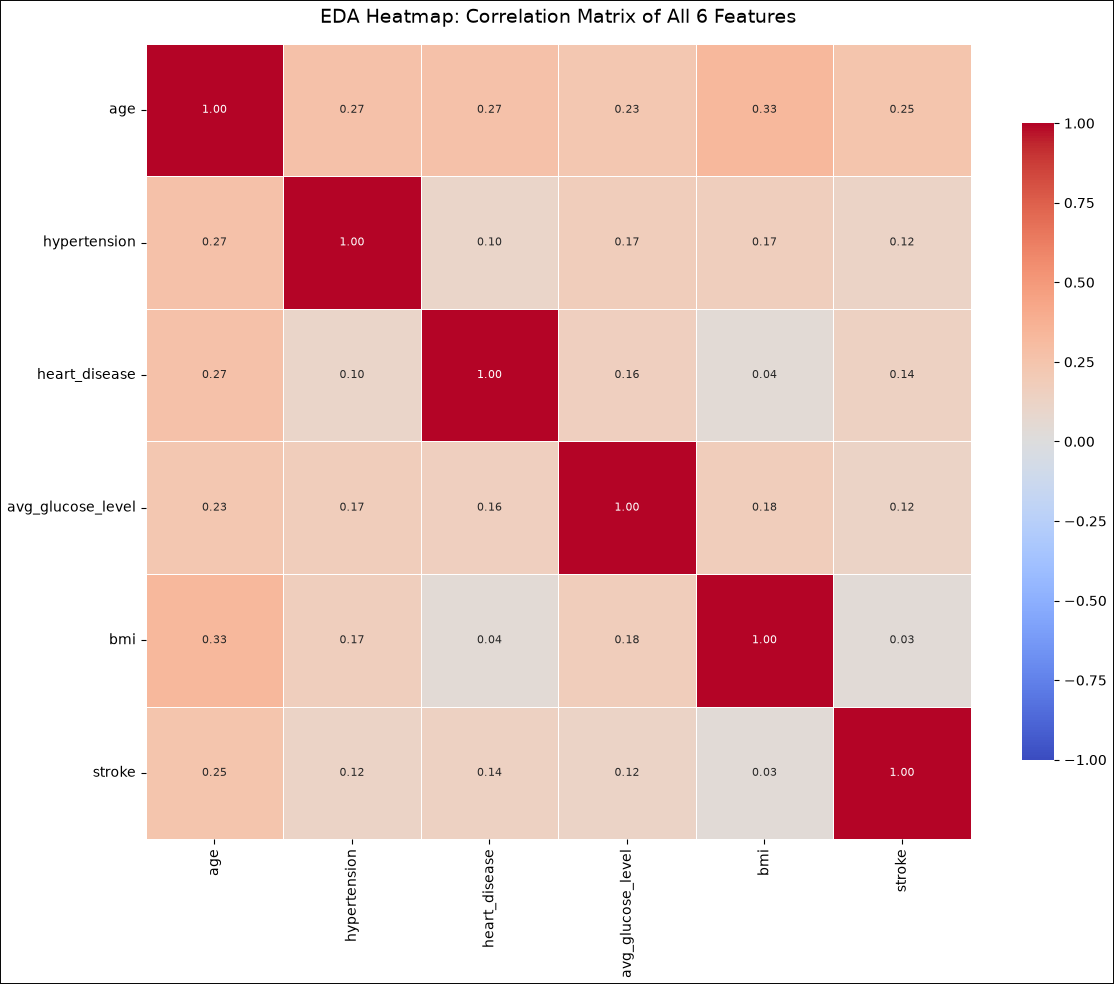 EDA Heatmap: Correlation Matrix of All 6 Features
age 1.00 0.27 0.27 0.23 0.33 0.25
hypertension 0.27 1.00 0.10 0.17 0.17 0.12
heart_disease 0.27 0.10 1.00 0.16 0.04 0.14
avg_glucose_level 0.23 0.17 0.16 1.00 0.18 0.12
bmi 0.33 0.17 0.04 0.18 1.00 0.03
stroke 0.25 0.12 0.14 0.12 0.03 1.00
age hypertension heart_disease avg_glucose_level bmi stroke
1.00
0.75
0.50
0.25
0.00
−0.25
−0.50
−0.75
−1.00